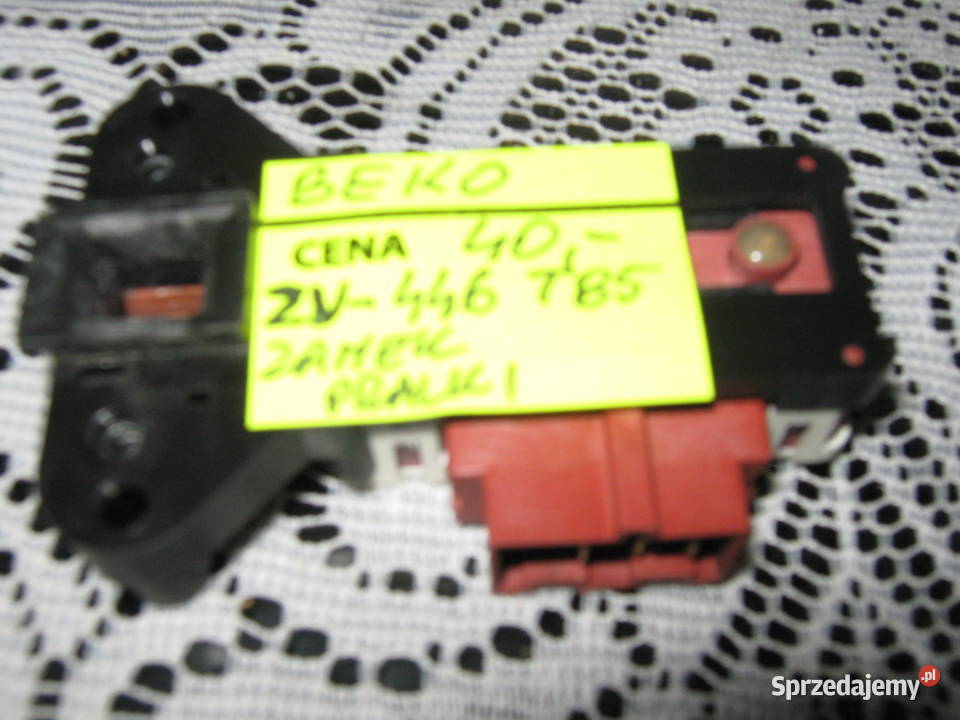 BEKO
CENA 40,-
ZV-446 T85
ZAMEK
PRALKI
Sprzedajemy.pl